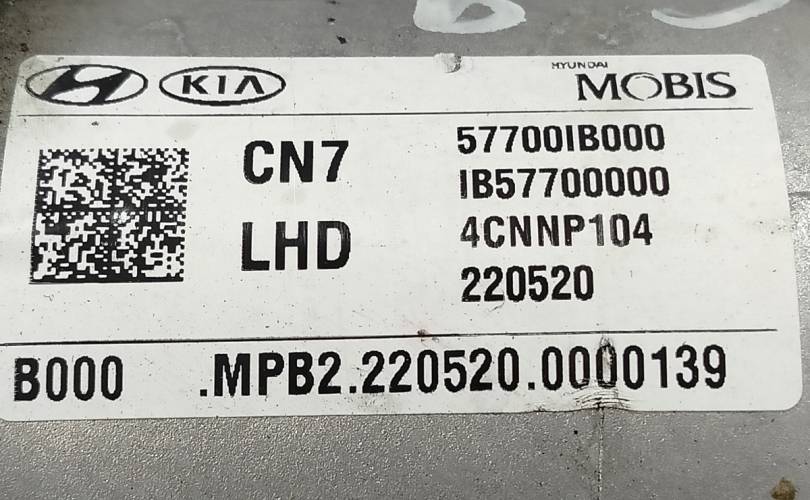 KIA
HYUNDAI
MOBIS
CN7
LHD
57700IB000
IB57700000
4CNNP104
220520
B000 .MPB2.220520.0000139